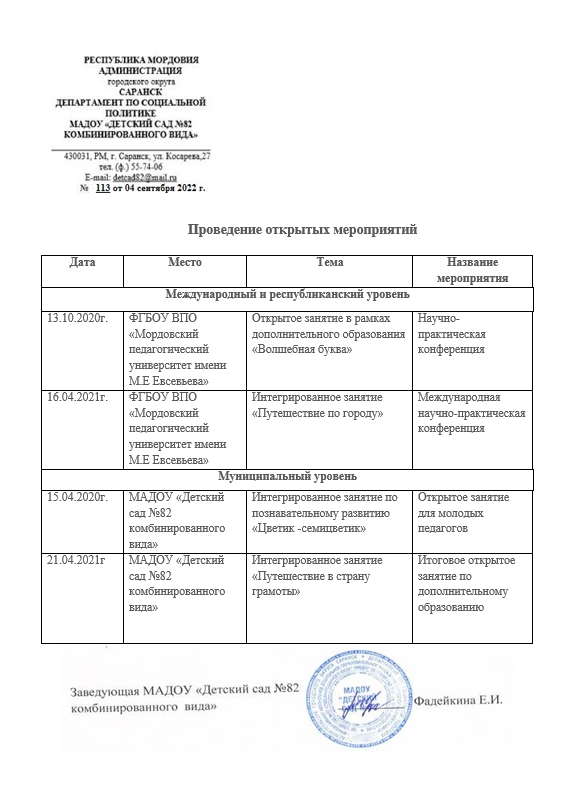 РЕСПУБЛИКА МОРДОВИЯ
АДМИНИСТРАЦИЯ
городского округа
САРАНСК
ДЕПАРТАМЕНТ ПО СОЦИАЛЬНОЙ
ПОЛИТИКЕ
МАДОУ «ДЕТСКИЙ САД №82
КОМБИНИРОВАННОГО ВИДА»
430031, РМ, г. Саранск, ул. Косарева,27
тел. (ф.) 55-74-06
E-mail: detcad82@mail.ru
№ 113 от 04 сентября 2022 г.
Проведение открытых мероприятий
Дата
Место
Тема
Название
мероприятия
Международный и республиканский уровень
13.10.2020г.
ФГБОУ ВПО
«Мордовский
педагогический
университет имени
М.Е Евсевьева»
Открытое занятие в рамках
дополнительного образования
«Волшебная буква»
Научно-
практическая
конференция
16.04.2021г.
ФГБОУ ВПО
«Мордовский
педагогический
университет имени
М.Е Евсевьева»
Интегрированное занятие
«Путешествие по городу»
Международная
научно-практическая
конференция
Муниципальный уровень
15.04.2020г.
МАДОУ «Детский
сад №82
комбинированного
вида»
Интегрированное занятие по
познавательному развитию
«Цветик -семицветик»
Открытое занятие
для молодых
педагогов
21.04.2021г
МАДОУ «Детский
сад №82
комбинированного
вида»
Интегрированное занятие
«Путешествие в страну
грамоты»
Итоговое открытое
занятие по
дополнительному
образованию
Заведующая МАДОУ «Детский сад №82
комбинированного вида»
МАДОУ
"ДЕТСКИЙ
Фадейкина Е.И.